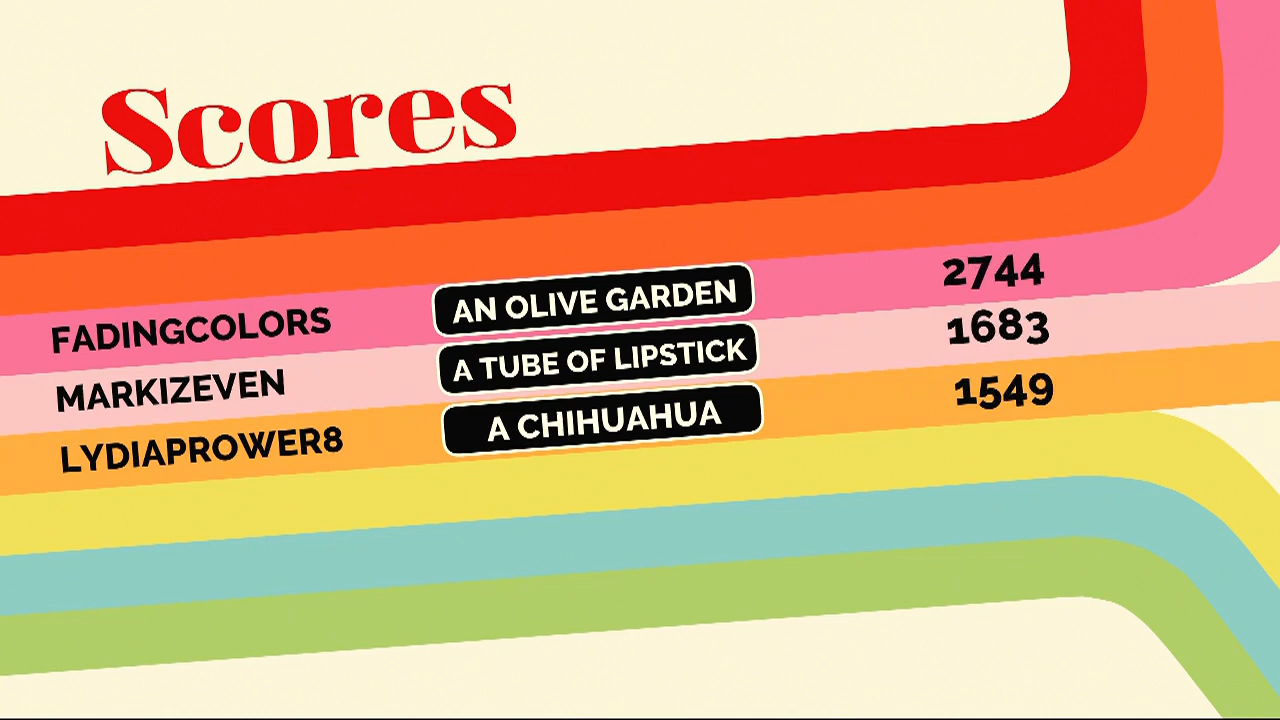 Scores
FADINGCOLORS AN OLIVE GARDEN 2744
MARKIZEVEN A TUBE OF LIPSTICK 1683
LYDIAPROWER8 A CHIHUAHUA 1549